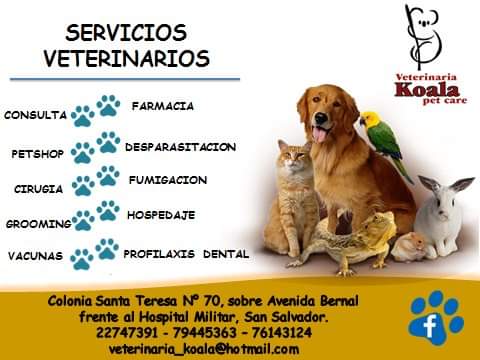 SERVICIOS
VETERINARIOS
Veterinaria
Koala
pet care
CONSULTA
FARMACIA
PETSHOP
DESPARASITACION
CIRUGIA
FUMIGACION
GROOMING
HOSPEDAJE
VACUNAS
PROFILAXIS DENTAL
Colonia Santa Teresa Nº 70, sobre Avenida Bernal
frente al Hospital Militar, San Salvador.
22747391 - 79445363 – 76143124
veterinaria_koala@hotmail.com
f